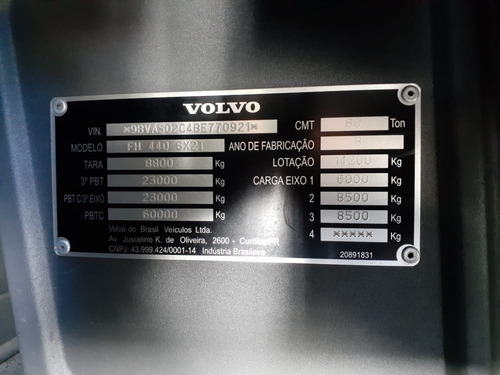 VOLVO
VIN. *9BVAS02C4BE770921* CMT 60 Ton
MODELO FH 440 6X2T ANO DE FABRICAÇÃO
TARA 8800 Kg LOTAÇÃO 14200 Kg
3º PBT 23000 Kg CARGA EIXO 1 6000 Kg
PBT C/3º EIXO 23000 Kg 2 8500 Kg
PBTC 60000 Kg 3 8500 Kg
4 ***** Kg
Volvo do Brasil Veículos Ltda.
Av. Juscelino K. de Oliveira, 2600 - Curitiba/PR
CNPJ: 43.999.424/0001-14 Indústria Brasileira
20891831